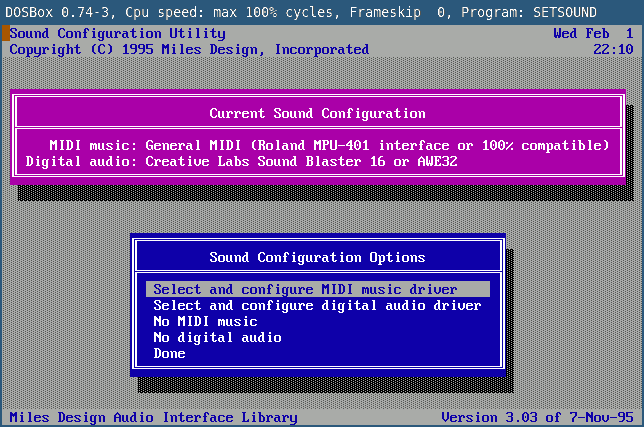 DOSBox 0.74-3, Cpu speed: max 100% cycles, Frameskip  0, Program: SETSOUND
Sound Configuration Utility Wed Feb  1
Copyright (C) 1995 Miles Design, Incorporated 22:10
Current Sound Configuration
MIDI music: General MIDI (Roland MPU-401 interface or 100% compatible)
Digital audio: Creative Labs Sound Blaster 16 or AWE32
Sound Configuration Options
Select and configure MIDI music driver
Select and configure digital audio driver
No MIDI music
No digital audio
Done
Miles Design Audio Interface Library Version 3.03 of 7-Nov-95